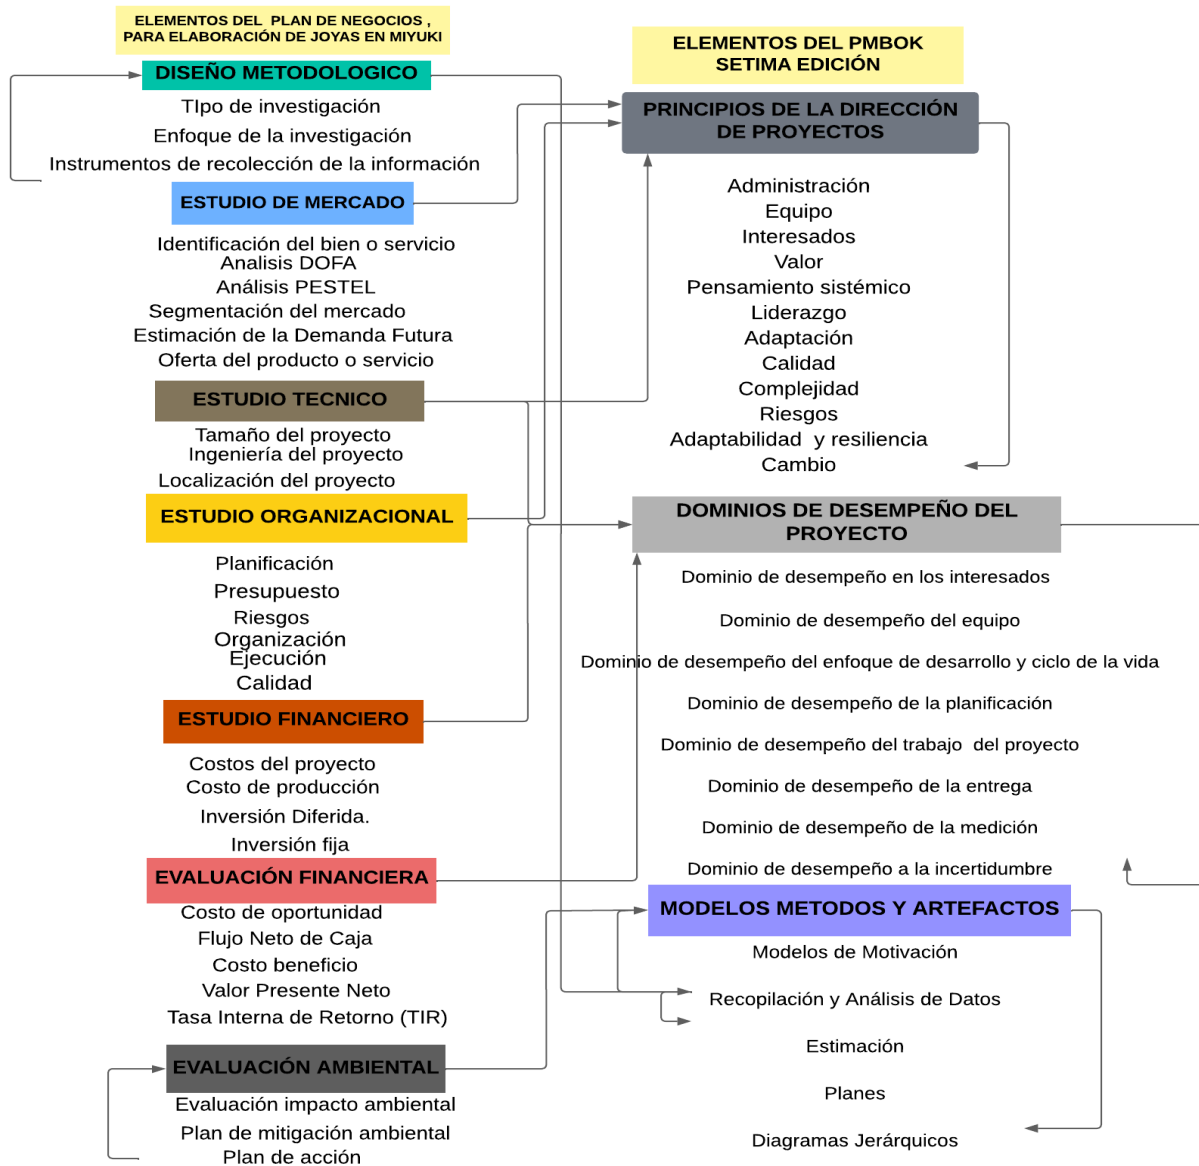 ELEMENTOS DEL PLAN DE NEGOCIOS ,
PARA ELABORACIÓN DE JOYAS EN MIYUKI
DISEÑO METODOLOGICO
TIpo de investigación
Enfoque de la investigación
Instrumentos de recolección de la información
ESTUDIO DE MERCADO
Identificación del bien o servicio
Analisis DOFA
Análisis PESTEL
Segmentación del mercado
Estimación de la Demanda Futura
Oferta del producto o servicio
ESTUDIO TECNICO
Tamaño del proyecto
Ingeniería del proyecto
Localización del proyecto
ESTUDIO ORGANIZACIONAL
Planificación
Presupuesto
Riesgos
Organización
Ejecución
Calidad
ESTUDIO FINANCIERO
Costos del proyecto
Costo de producción
Inversión Diferida.
Inversión fija
EVALUACIÓN FINANCIERA
Costo de oportunidad
Flujo Neto de Caja
Costo beneficio
Valor Presente Neto
Tasa Interna de Retorno (TIR)
EVALUACIÓN AMBIENTAL
Evaluación impacto ambiental
Plan de mitigación ambiental
Plan de acción
ELEMENTOS DEL PMBOK
SETIMA EDICIÓN
PRINCIPIOS DE LA DIRECCIÓN
DE PROYECTOS
Administración
Equipo
Interesados
Valor
Pensamiento sistémico
Liderazgo
Adaptación
Calidad
Complejidad
Riesgos
Adaptabilidad y resiliencia
Cambio
DOMINIOS DE DESEMPEÑO DEL
PROYECTO
Dominio de desempeño en los interesados
Dominio de desempeño del equipo
Dominio de desempeño del enfoque de desarrollo y ciclo de la vida
Dominio de desempeño de la planificación
Dominio de desempeño del trabajo del proyecto
Dominio de desempeño de la entrega
Dominio de desempeño de la medición
Dominio de desempeño a la incertidumbre
MODELOS METODOS Y ARTEFACTOS
Modelos de Motivación
Recopilación y Análisis de Datos
Estimación
Planes
Diagramas Jerárquicos